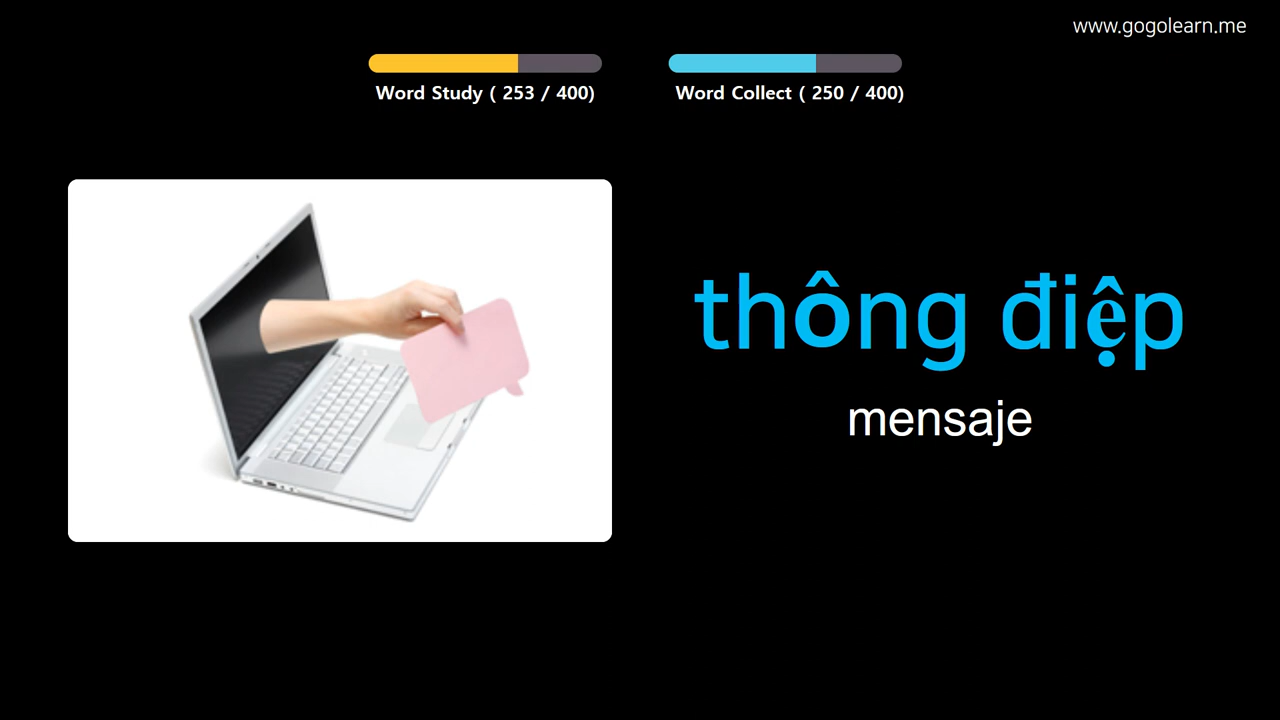 www.gogolearn.me
Word Study ( 253 / 400)
Word Collect ( 250 / 400)
thông điệp
mensaje